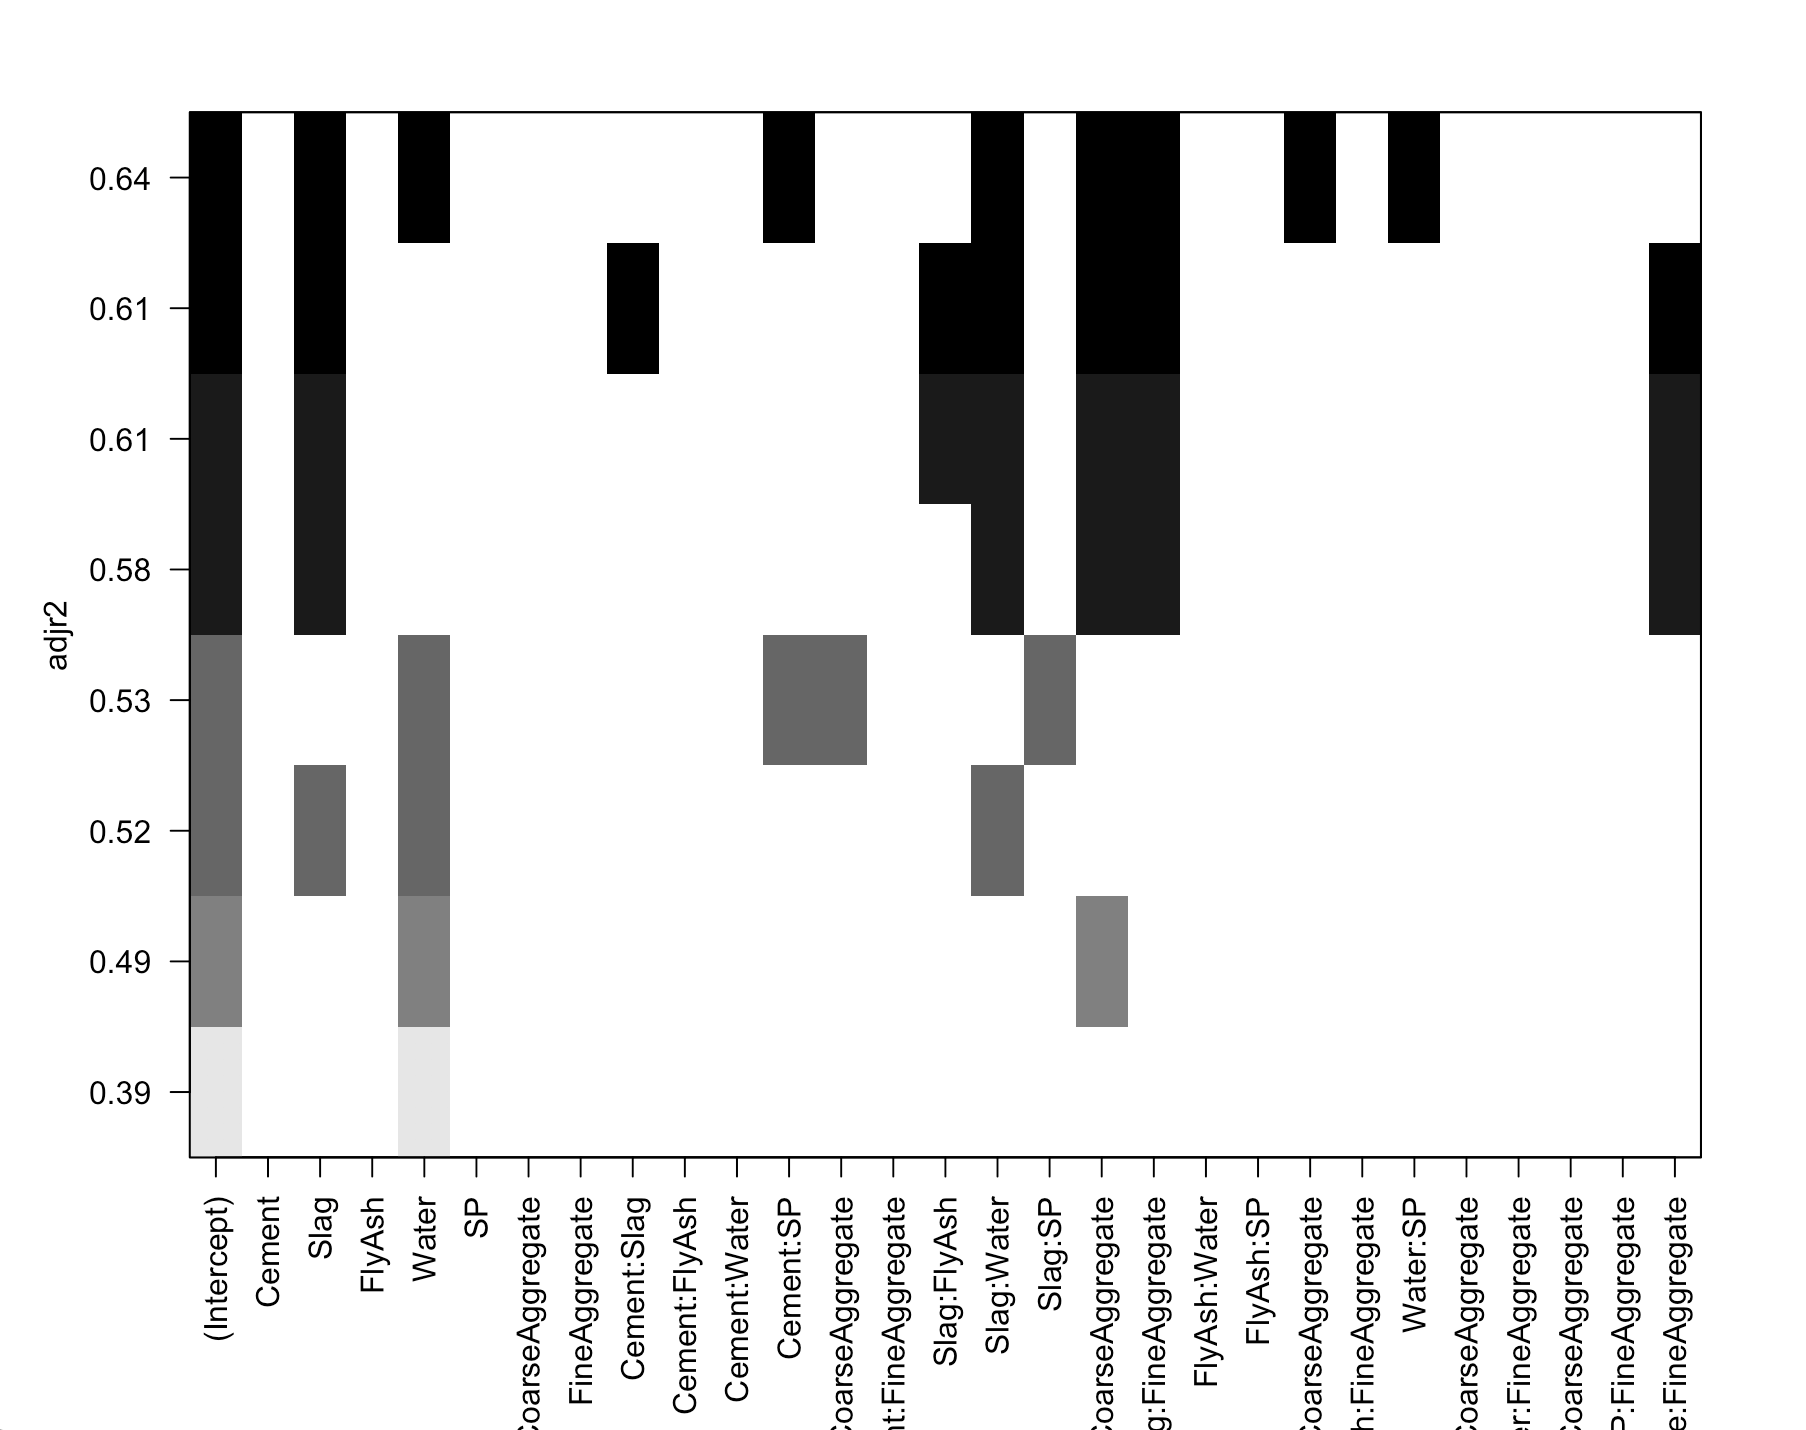 0.64
0.61
0.61
0.58
0.53
0.52
0.49
0.39
adjr2
(Intercept)
Cement
Slag
FlyAsh
Water
SP
CoarseAggregate
FineAggregate
Cement:Slag
Cement:FlyAsh
Cement:Water
Cement:SP
CoarseAggregate
nt:FineAggregate
Slag:FlyAsh
Slag:Water
Slag:SP
CoarseAggregate
g:FineAggregate
FlyAsh:Water
FlyAsh:SP
CoarseAggregate
h:FineAggregate
Water:SP
CoarseAggregate
er:FineAggregate
CoarseAggregate
P:FineAggregate
e:FineAggregate